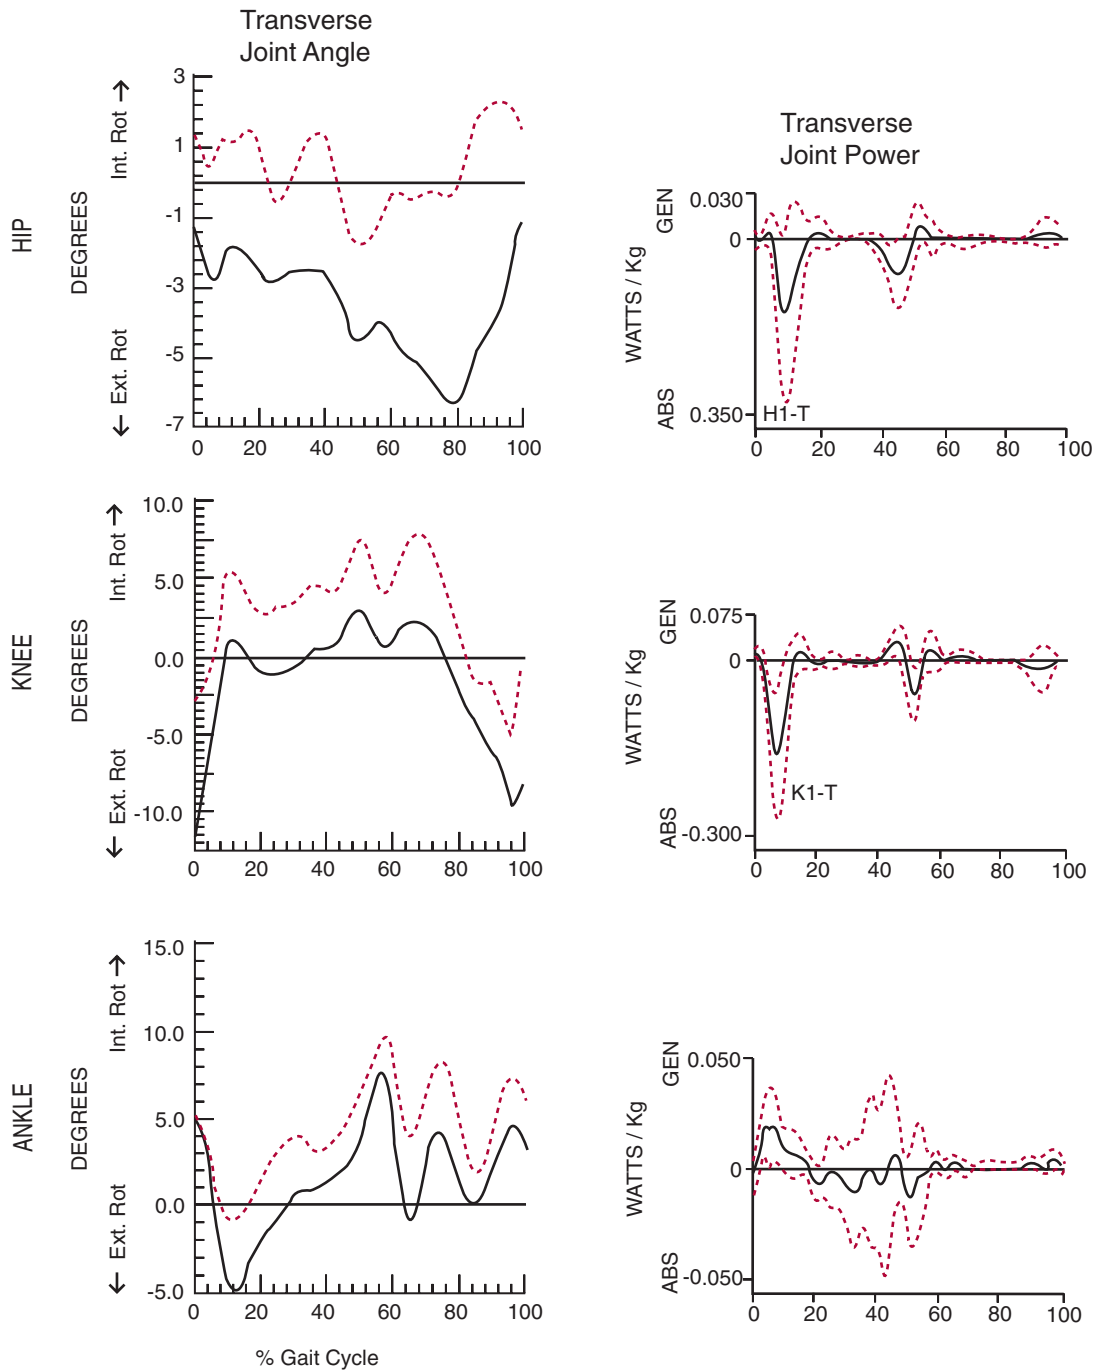 Transverse
Joint Angle
HIP
DEGREES
← Ext. Rot
Int. Rot →
3
1
-1
-3
-5
-7
0 20 40 60 80 100
Transverse
Joint Power
WATTS / Kg
ABS
GEN
0.030
0
0.350
H1-T
0 20 40 60 80 100
KNEE
DEGREES
← Ext. Rot
Int. Rot →
10.0
5.0
0.0
-5.0
-10.0
0 20 40 60 80 100
WATTS / Kg
ABS
GEN
0.075
0
-0.300
K1-T
0 20 40 60 80 100
ANKLE
DEGREES
← Ext. Rot
Int. Rot →
15.0
10.0
5.0
0.0
-5.0
0 20 40 60 80 100
% Gait Cycle
WATTS / Kg
ABS
GEN
0.050
0
-0.050
0 20 40 60 80 100